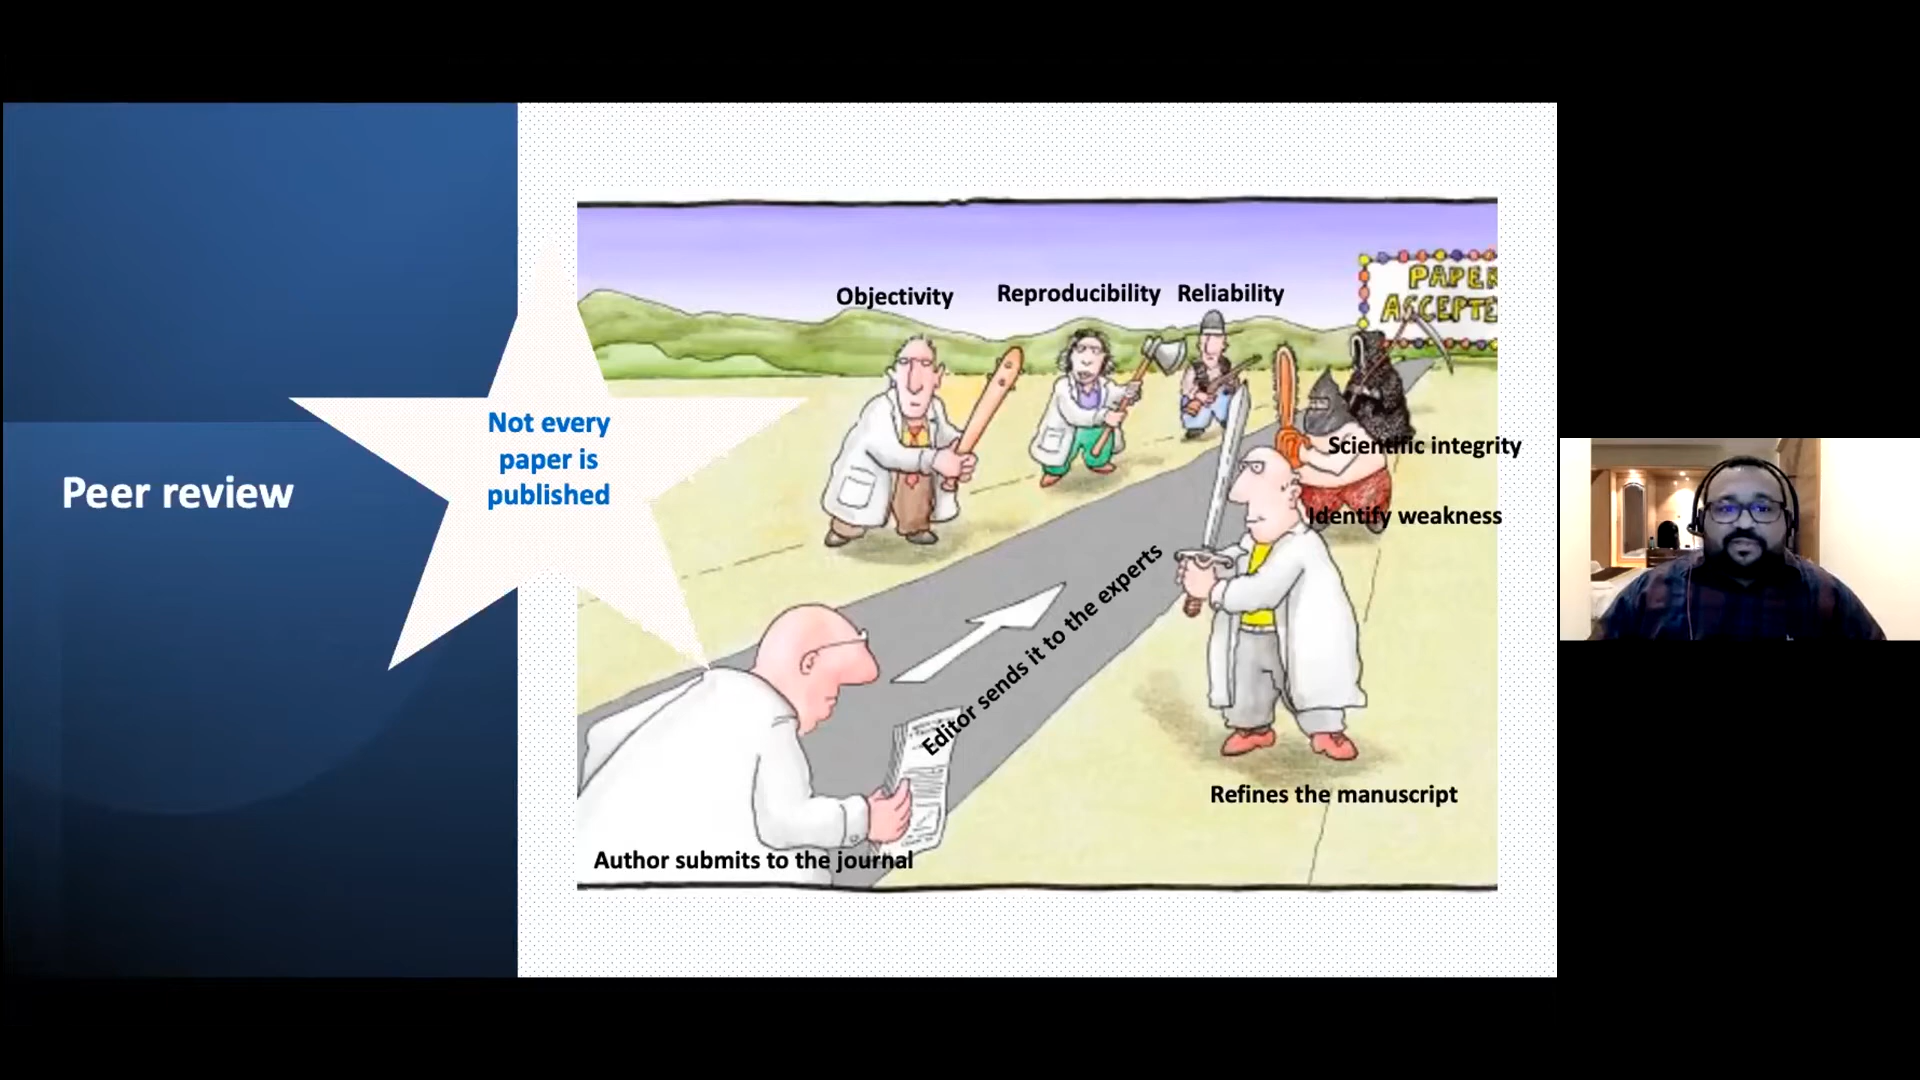 Peer review
Not every
paper is
published
Objectivity
Reproducibility
Reliability
PAPER
ACCEPTE
Scientific integrity
Identify weakness
Editor sends it to the experts
Refines the manuscript
Author submits to the journal